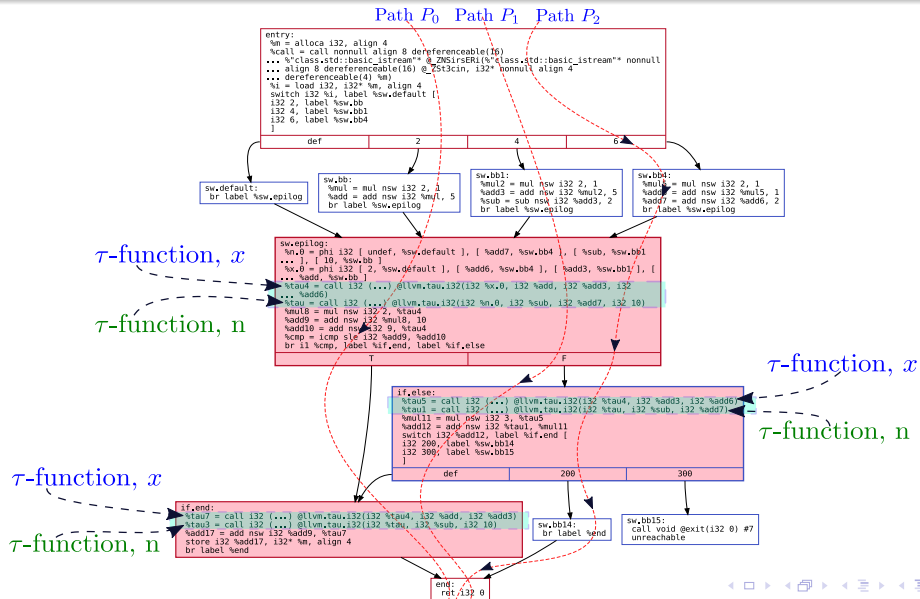 Path P0 Path P1 Path P2
entry:
%m = alloca i32, align 4
%call = call nonnull align 8 dereferenceable(16)
... %"class.std::basic_istream"* @_ZNSirsERi(%"class.std::basic_istream"* nonnull
... align 8 dereferenceable(16) @_ZSt3cin, i32* nonnull align 4
... dereferenceable(4) %m)
%i = load i32, i32* %m, align 4
switch i32 %i, label %sw.default [
i32 2, label %sw.bb
i32 4, label %sw.bb1
i32 6, label %sw.bb4
]
def 2 4 6
sw.default:
br label %sw.epilog
sw.bb:
%mul = mul nsw i32 2, 1
%add = add nsw i32 %mul, 5
br label %sw.epilog
sw.bb1:
%mul2 = mul nsw i32 2, 1
%add3 = add nsw i32 %mul2, 5
%sub = sub nsw i32 %add3, 2
br label %sw.epilog
sw.bb4:
%mul5 = mul nsw i32 2, 1
%add6 = add nsw i32 %mul5, 1
%add7 = add nsw i32 %add6, 2
br label %sw.epilog
τ-function, x
τ-function, n
sw.epilog:
%n.0 = phi i32 [ undef, %sw.default ], [ %add7, %sw.bb4 ], [ %sub, %sw.bb1
... ], [ 10, %sw.bb ]
%x.0 = phi i32 [ 2, %sw.default ], [ %add6, %sw.bb4 ], [ %add3, %sw.bb1 ], [
... %add, %sw.bb ]
%tau4 = call i32 (...) @llvm.tau.i32(i32 %x.0, i32 %add, i32 %add3, i32
... %add6)
%tau = call i32 (...) @llvm.tau.i32(i32 %n.0, i32 %sub, i32 %add7, i32 10)
%mul8 = mul nsw i32 2, %tau4
%add9 = add nsw i32 %mul8, 10
%add10 = add nsw i32 9, %tau4
%cmp = icmp sle i32 %add9, %add10
br i1 %cmp, label %if.end, label %if.else
T F
τ-function, x
τ-function, n
if.else:
%tau5 = call i32 (...) @llvm.tau.i32(i32 %tau4, i32 %add3, i32 %add6)
%tau1 = call i32 (...) @llvm.tau.i32(i32 %tau, i32 %sub, i32 %add7)
%mul11 = mul nsw i32 3, %tau5
%add12 = add nsw i32 %tau1, %mul11
switch i32 %add12, label %if.end [
i32 200, label %sw.bb14
i32 300, label %sw.bb15
]
def 200 300
τ-function, x
τ-function, n
if.end:
%tau7 = call i32 (...) @llvm.tau.i32(i32 %tau4, i32 %add, i32 %add3)
%tau3 = call i32 (...) @llvm.tau.i32(i32 %tau, i32 %sub, i32 10)
%add17 = add nsw i32 %add9, %tau7
store i32 %add17, i32* %m, align 4
br label %end
sw.bb14:
br label %end
sw.bb15:
call void @exit(i32 0) #7
unreachable
end:
ret i32 0